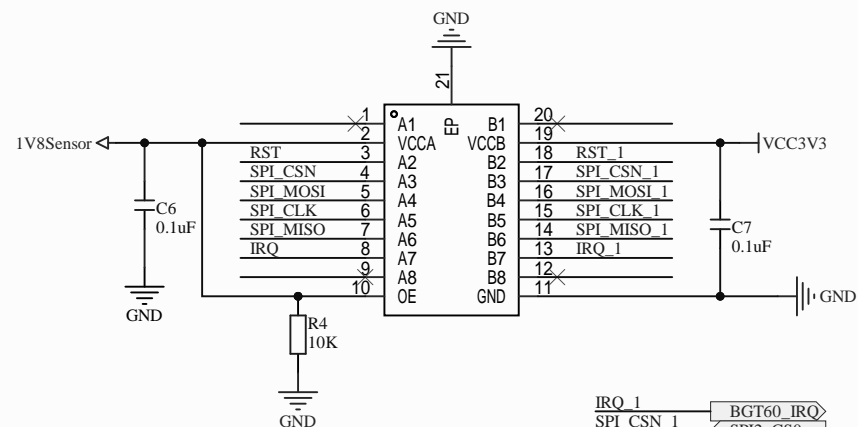 GND
21
EP
1 A1 B1 20
1V8Sensor 2 VCCA VCCB 19 VCC3V3
RST 3 A2 B2 18 RST_1
SPI_CSN 4 A3 B3 17 SPI_CSN_1
SPI_MOSI 5 A4 B4 16 SPI_MOSI_1
SPI_CLK 6 A5 B5 15 SPI_CLK_1
SPI_MISO 7 A6 B6 14 SPI_MISO_1
IRQ 8 A7 B7 13 IRQ_1
9 A8 B8 12
10 OE GND 11
C6
0.1uF
C7
0.1uF
GND
GND
R4
10K
GND
IRQ_1 BGT60_IRQ
SPI_CSN_1 SPI2_CS0